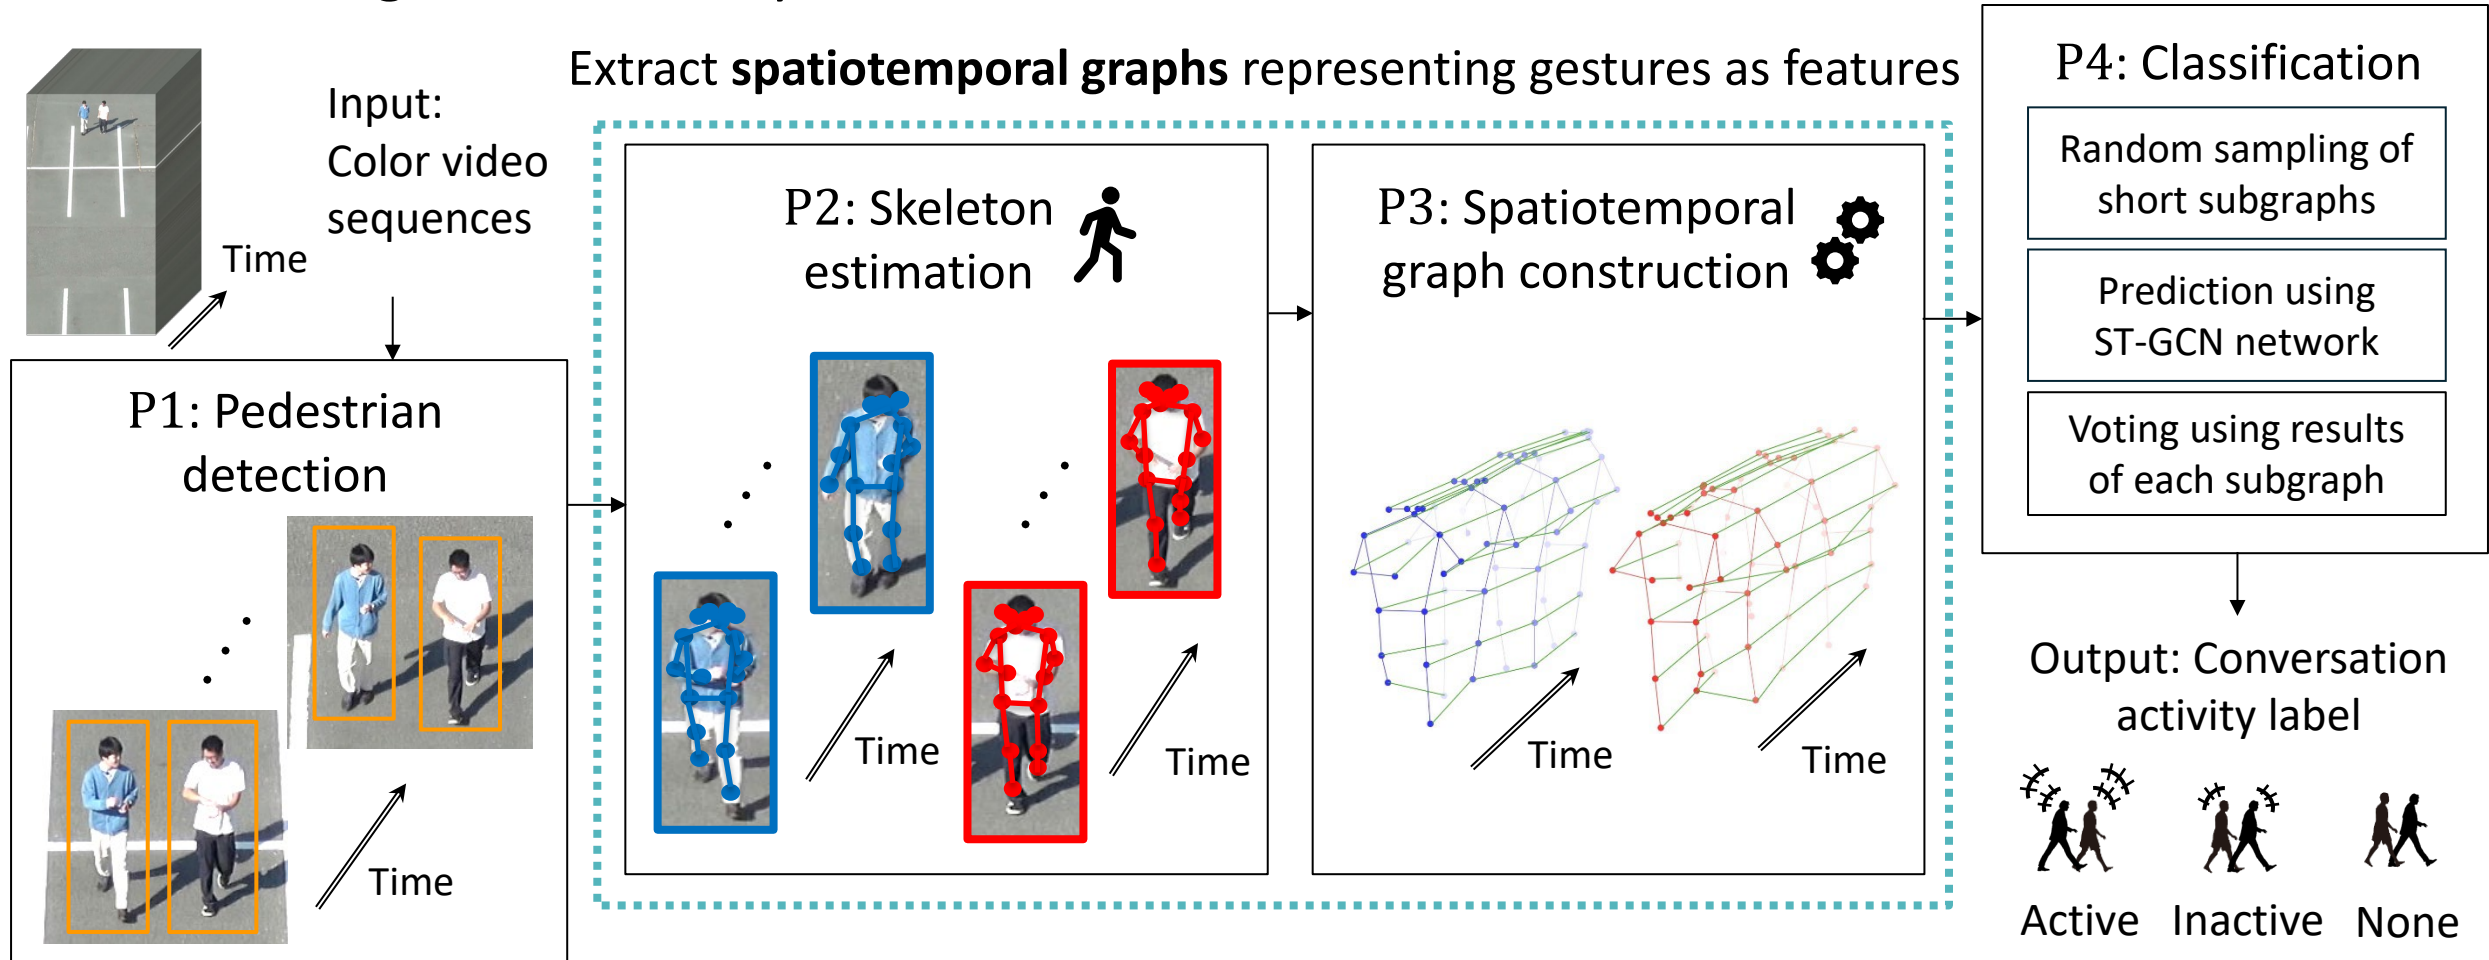 Extract spatiotemporal graphs representing gestures as features
Input:
Color video
sequences
Time
P1: Pedestrian
detection
Time
P2: Skeleton
estimation
Time
Time
P3: Spatiotemporal
graph construction
Time
Time
P4: Classification
Random sampling of
short subgraphs
Prediction using
ST-GCN network
Voting using results
of each subgraph
Output: Conversation
activity label
Active
Inactive
None